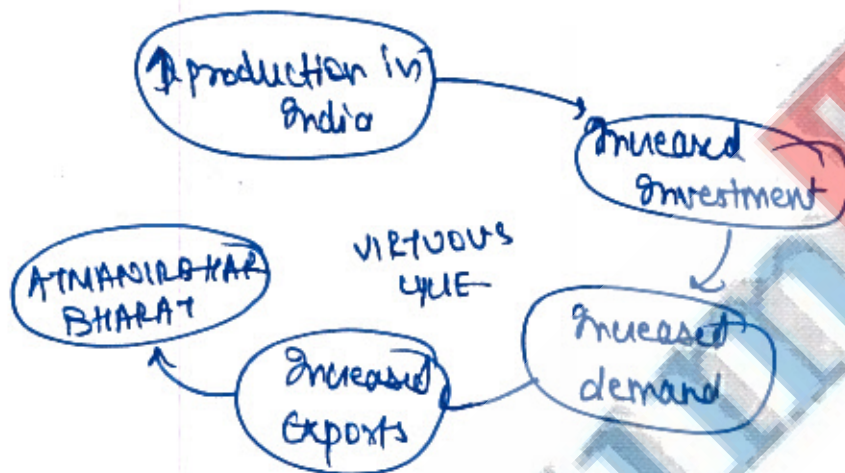 ↑ production in
India
Increased
Investment
VIRTUOUS
CYCLE
ATMANIRBHAR
BHARAT
Increased
demand
Increased
Exports